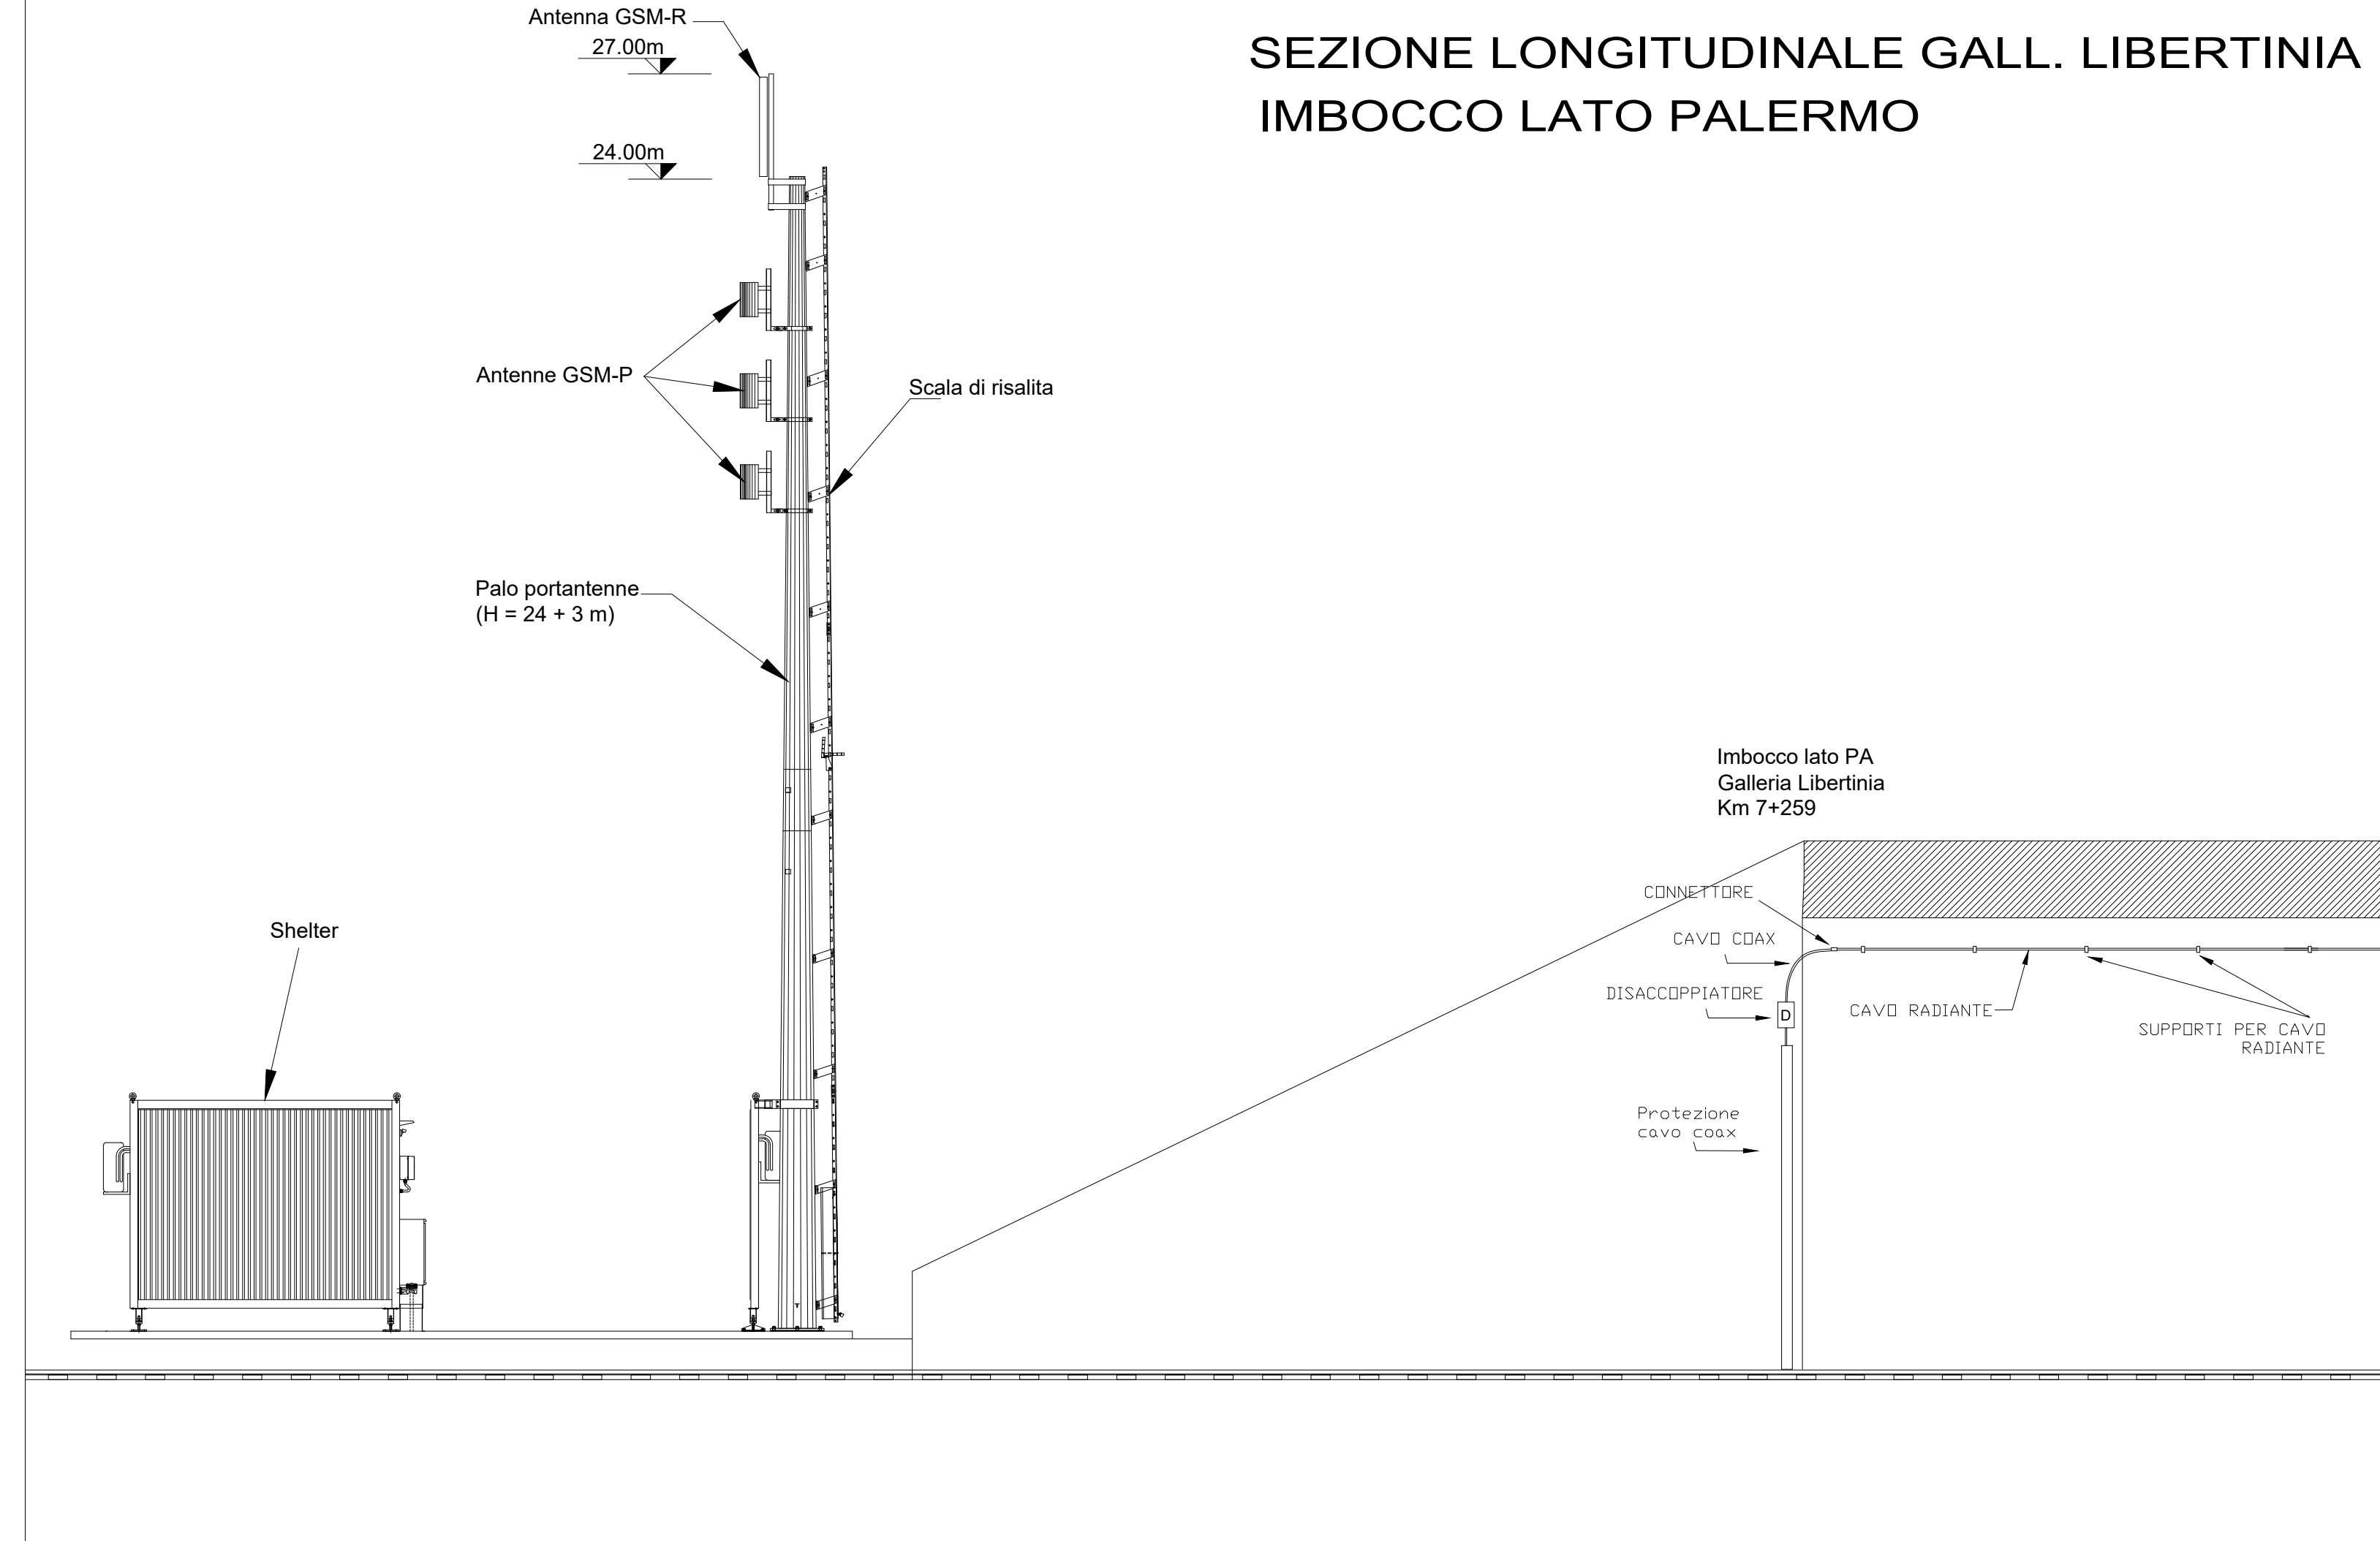 Antenna GSM-R
27.00m
24.00m
SEZIONE LONGITUDINALE GALL. LIBERTINIA
IMBOCCO LATO PALERMO
Antenne GSM-P
Scala di risalita
Palo portantenne
(H = 24 + 3 m)
Imbocco lato PA
Galleria Libertinia
Km 7+259
Shelter
CONNETTORE
CAVO COAX
DISACCOPPIATORE
D
CAVO RADIANTE
SUPPORTI PER CAVO
RADIANTE
Protezione
cavo coax